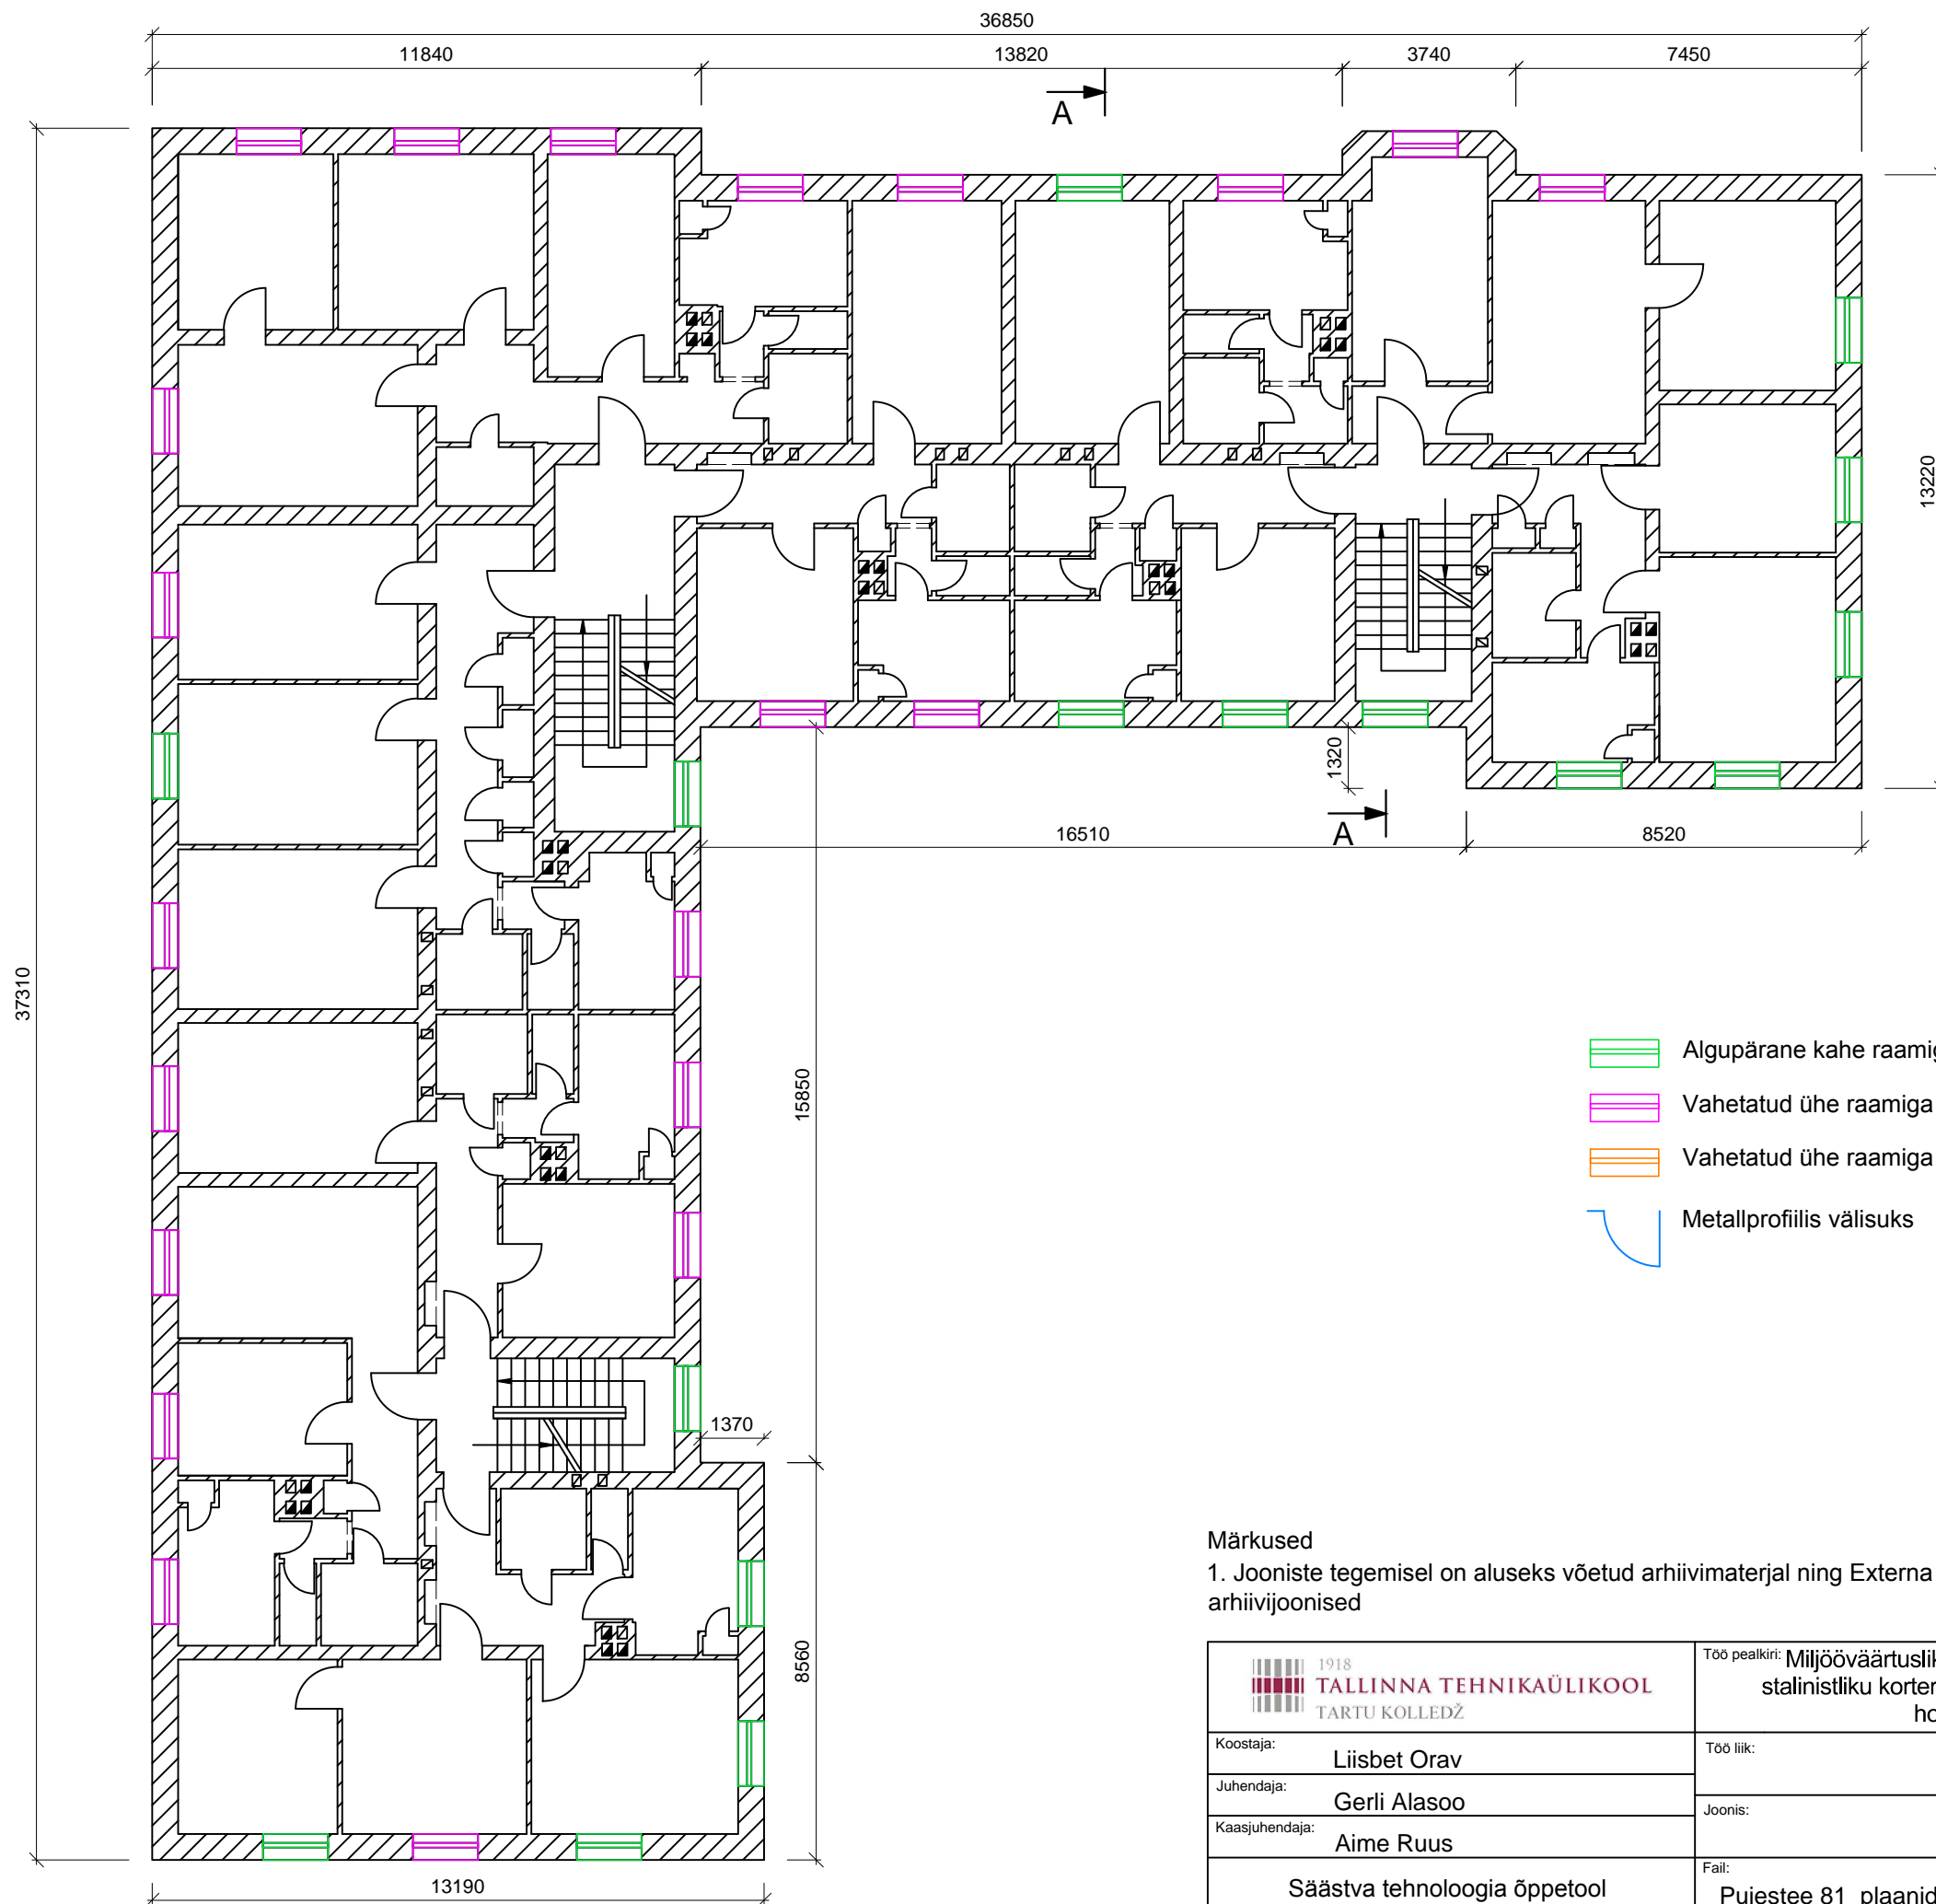 36850
11840
13820
3740
7450
A
13220
37310
1320
A
16510
8520
15850
1370
8560
13190
Algupärane kahe raamig
Vahetatud ühe raamiga
Vahetatud ühe raamiga
Metallprofiilis välisuks
Märkused
1. Jooniste tegemisel on aluseks võetud arhiivimaterjal ning Externa
arhiivijoonised
1918
TALLINNA TEHNIKAÜLIKOOL
TARTU KOLLEDŽ
Töö pealkiri: Miljööväärtuslik
stalinistliku korter
ho
Koostaja: Liisbet Orav
Töö liik:
Juhendaja: Gerli Alasoo
Joonis:
Kaasjuhendaja: Aime Ruus
Säästva tehnoloogia õppetool
Fail:
Puiestee 81_plaanid